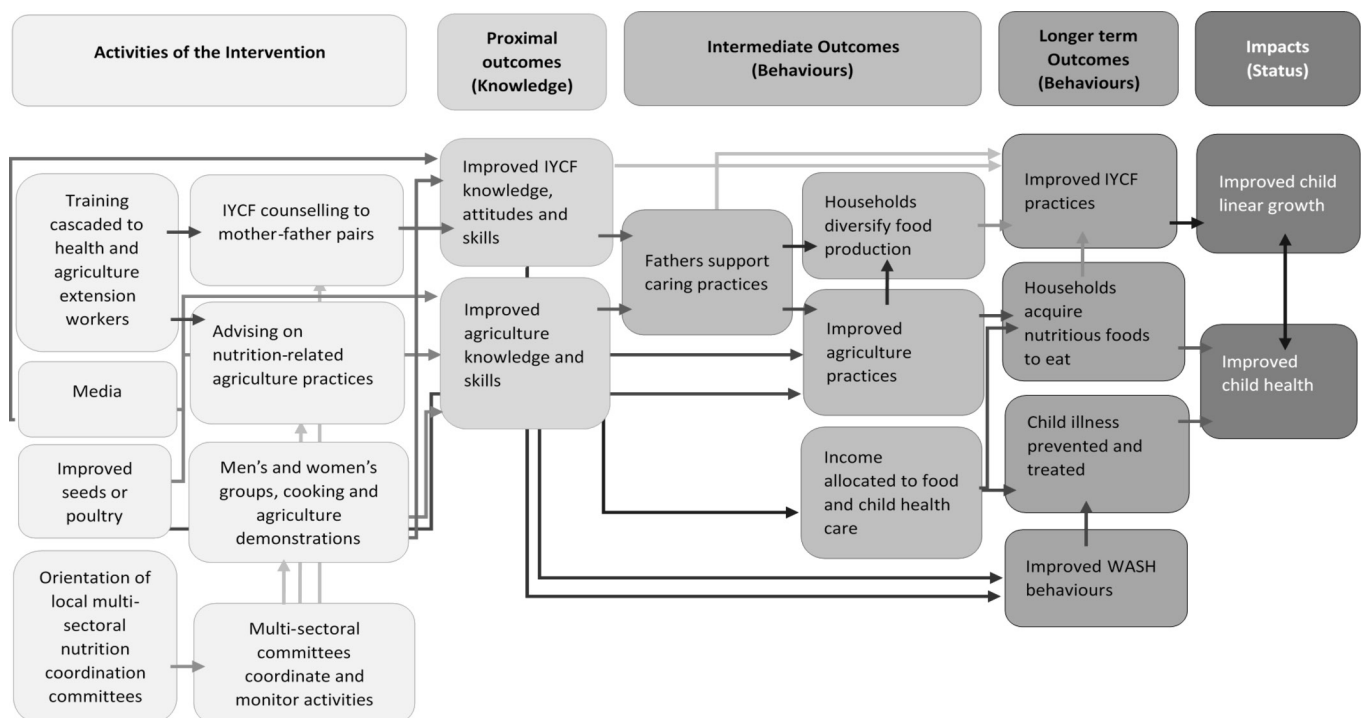 Activities of the Intervention
Proximal
outcomes
(Knowledge)
Intermediate Outcomes
(Behaviours)
Longer term
Outcomes
(Behaviours)
Impacts
(Status)
Training
cascaded to
health and
agriculture
extension
workers
Media
Improved
seeds or
poultry
Orientation of
local multi-
sectoral
nutrition
coordination
committees
IYCF counselling to
mother-father pairs
Advising on
nutrition-related
agriculture practices
Men’s and women’s
groups, cooking and
agriculture
demonstrations
Multi-sectoral
committees
coordinate and
monitor activities
Improved IYCF
knowledge,
attitudes and
skills
Improved
agriculture
knowledge and
skills
Fathers support
caring practices
Households
diversify food
production
Improved
agriculture
practices
Income
allocated to food
and child health
care
Improved IYCF
practices
Households
acquire
nutritious foods
to eat
Child illness
prevented and
treated
Improved WASH
behaviours
Improved child
linear growth
Improved
child health